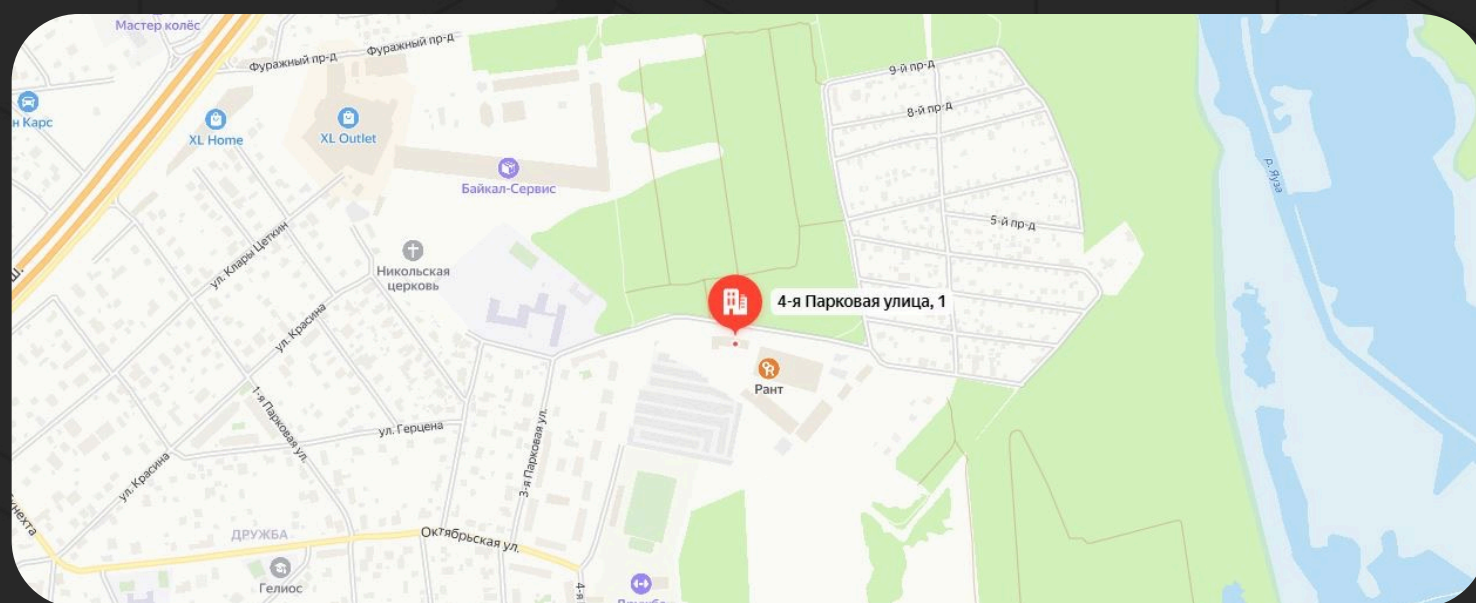 Мастер колёс
Фуражный пр-д
Фуражный пр-д
9-й пр-д
8-й пр-д
н Карс
XL Home
XL Outlet
Байкал-Сервис
р. Яуза
5-й пр-д
ул. Клары Цеткин
Никольская
церковь
ш.
4-я Парковая улица, 1
ул. Красина
Рант
1-я Парковая ул.
ул. Герцена
3-я Парковая ул.
ул. Красина
кнехта
ДРУЖБА
Октябрьская ул.
Гелиос
4-я